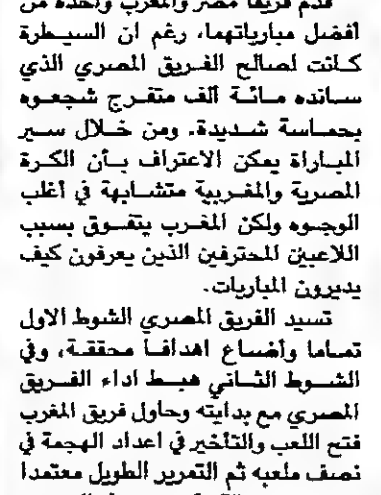 قدم فريقا مصر والمغرب واحدة من
افضل مبارياتهما، رغم ان السيطرة
كانت لصالح الفريق المصري الذي
سانده مائة ألف متفرج شجعوه
بحماسة شديدة. ومن خلال سير
المباراة يمكن الاعتراف بأن الكرة
المصرية والمغربية متشابهة في أغلب
الوجوه ولكن المغرب يتفوق بسبب
اللاعبين المحترفين الذين يعرفون كيف
يديرون المباريات.
تسيد الفريق المصري الشوط الاول
تماما وأضاع اهدافا محققة، وفي
الشوط الثاني هبط اداء الفريق
المصري مع بدايته وحاول فريق المغرب
فتح اللعب والتأخير في اعداد الهجمة في
نصف ملعبه ثم التمرير الطويل معتمدا